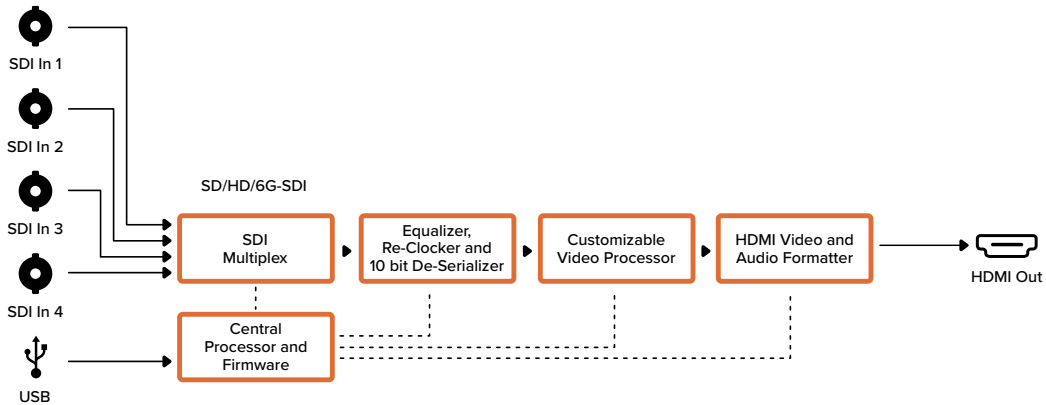 SDI In 1
SDI In 2
SDI In 3
SDI In 4
USB
SD/HD/6G-SDI
SDI
Multiplex
Equalizer,
Re-Clocker and
10 bit De-Serializer
Customizable
Video Processor
HDMI Video and
Audio Formatter
HDMI Out
Central
Processor and
Firmware